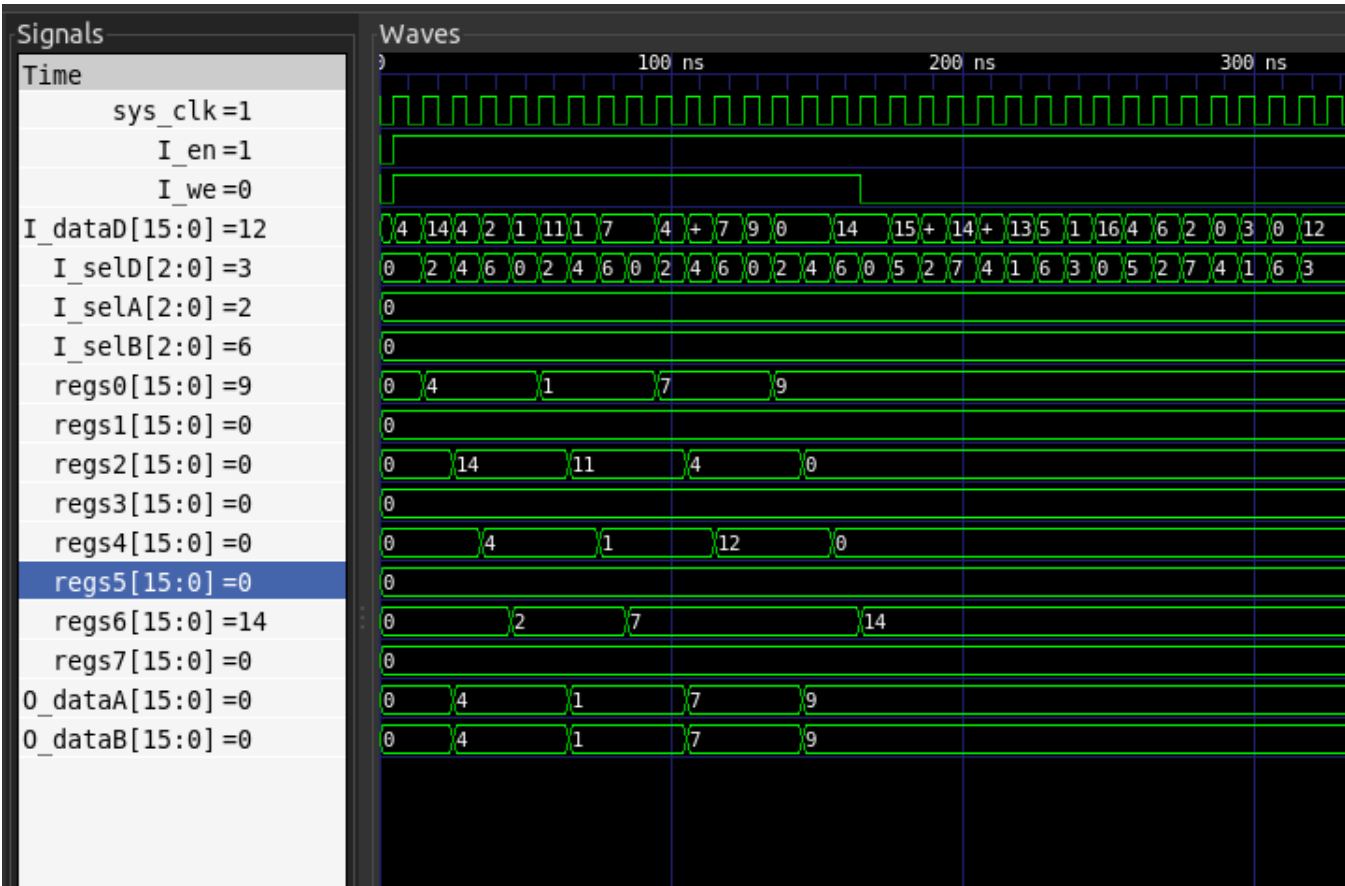 Signals Waves
Time 0 100 ns 200 ns 300 ns
sys_clk=1
I_en=1
I_we=0
I_dataD[15:0]=12 4 14 4 2 1 11 1 7 4 + 7 9 0 14 15 + 14 + 13 5 1 16 4 6 2 0 3 0 12
I_selD[2:0]=3 0 2 4 6 0 2 4 6 0 2 4 6 0 2 4 6 0 5 2 7 4 1 6 3 0 5 2 7 4 1 6 3
I_selA[2:0]=2 0
I_selB[2:0]=6 0
regs0[15:0]=9 0 4 1 7 9
regs1[15:0]=0 0
regs2[15:0]=0 0 14 11 4 0
regs3[15:0]=0 0
regs4[15:0]=0 0 4 1 12 0
regs5[15:0]=0 0
regs6[15:0]=14 0 2 7 14
regs7[15:0]=0 0
O_dataA[15:0]=0 0 4 1 7 9
O_dataB[15:0]=0 0 4 1 7 9